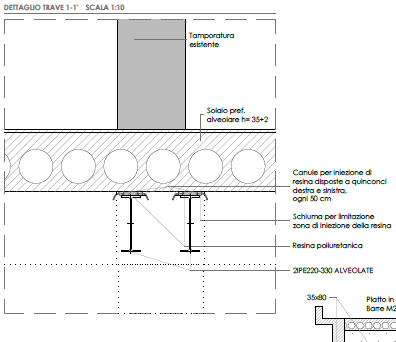 DETTAGLIO TRAVE 1-1' SCALA 1:10
Tamporatura
esistente
Solaio pref.
alveolare h= 35+2
Canule per iniezione di
resina disposte a quinconci
destra e sinistra,
ogni 50 cm
Schiuma per limitazione
zona di iniezione della resina
Resina poliuretanica
2IPE220-330 ALVEOLATE
35x80
Piatto in
Barre M2